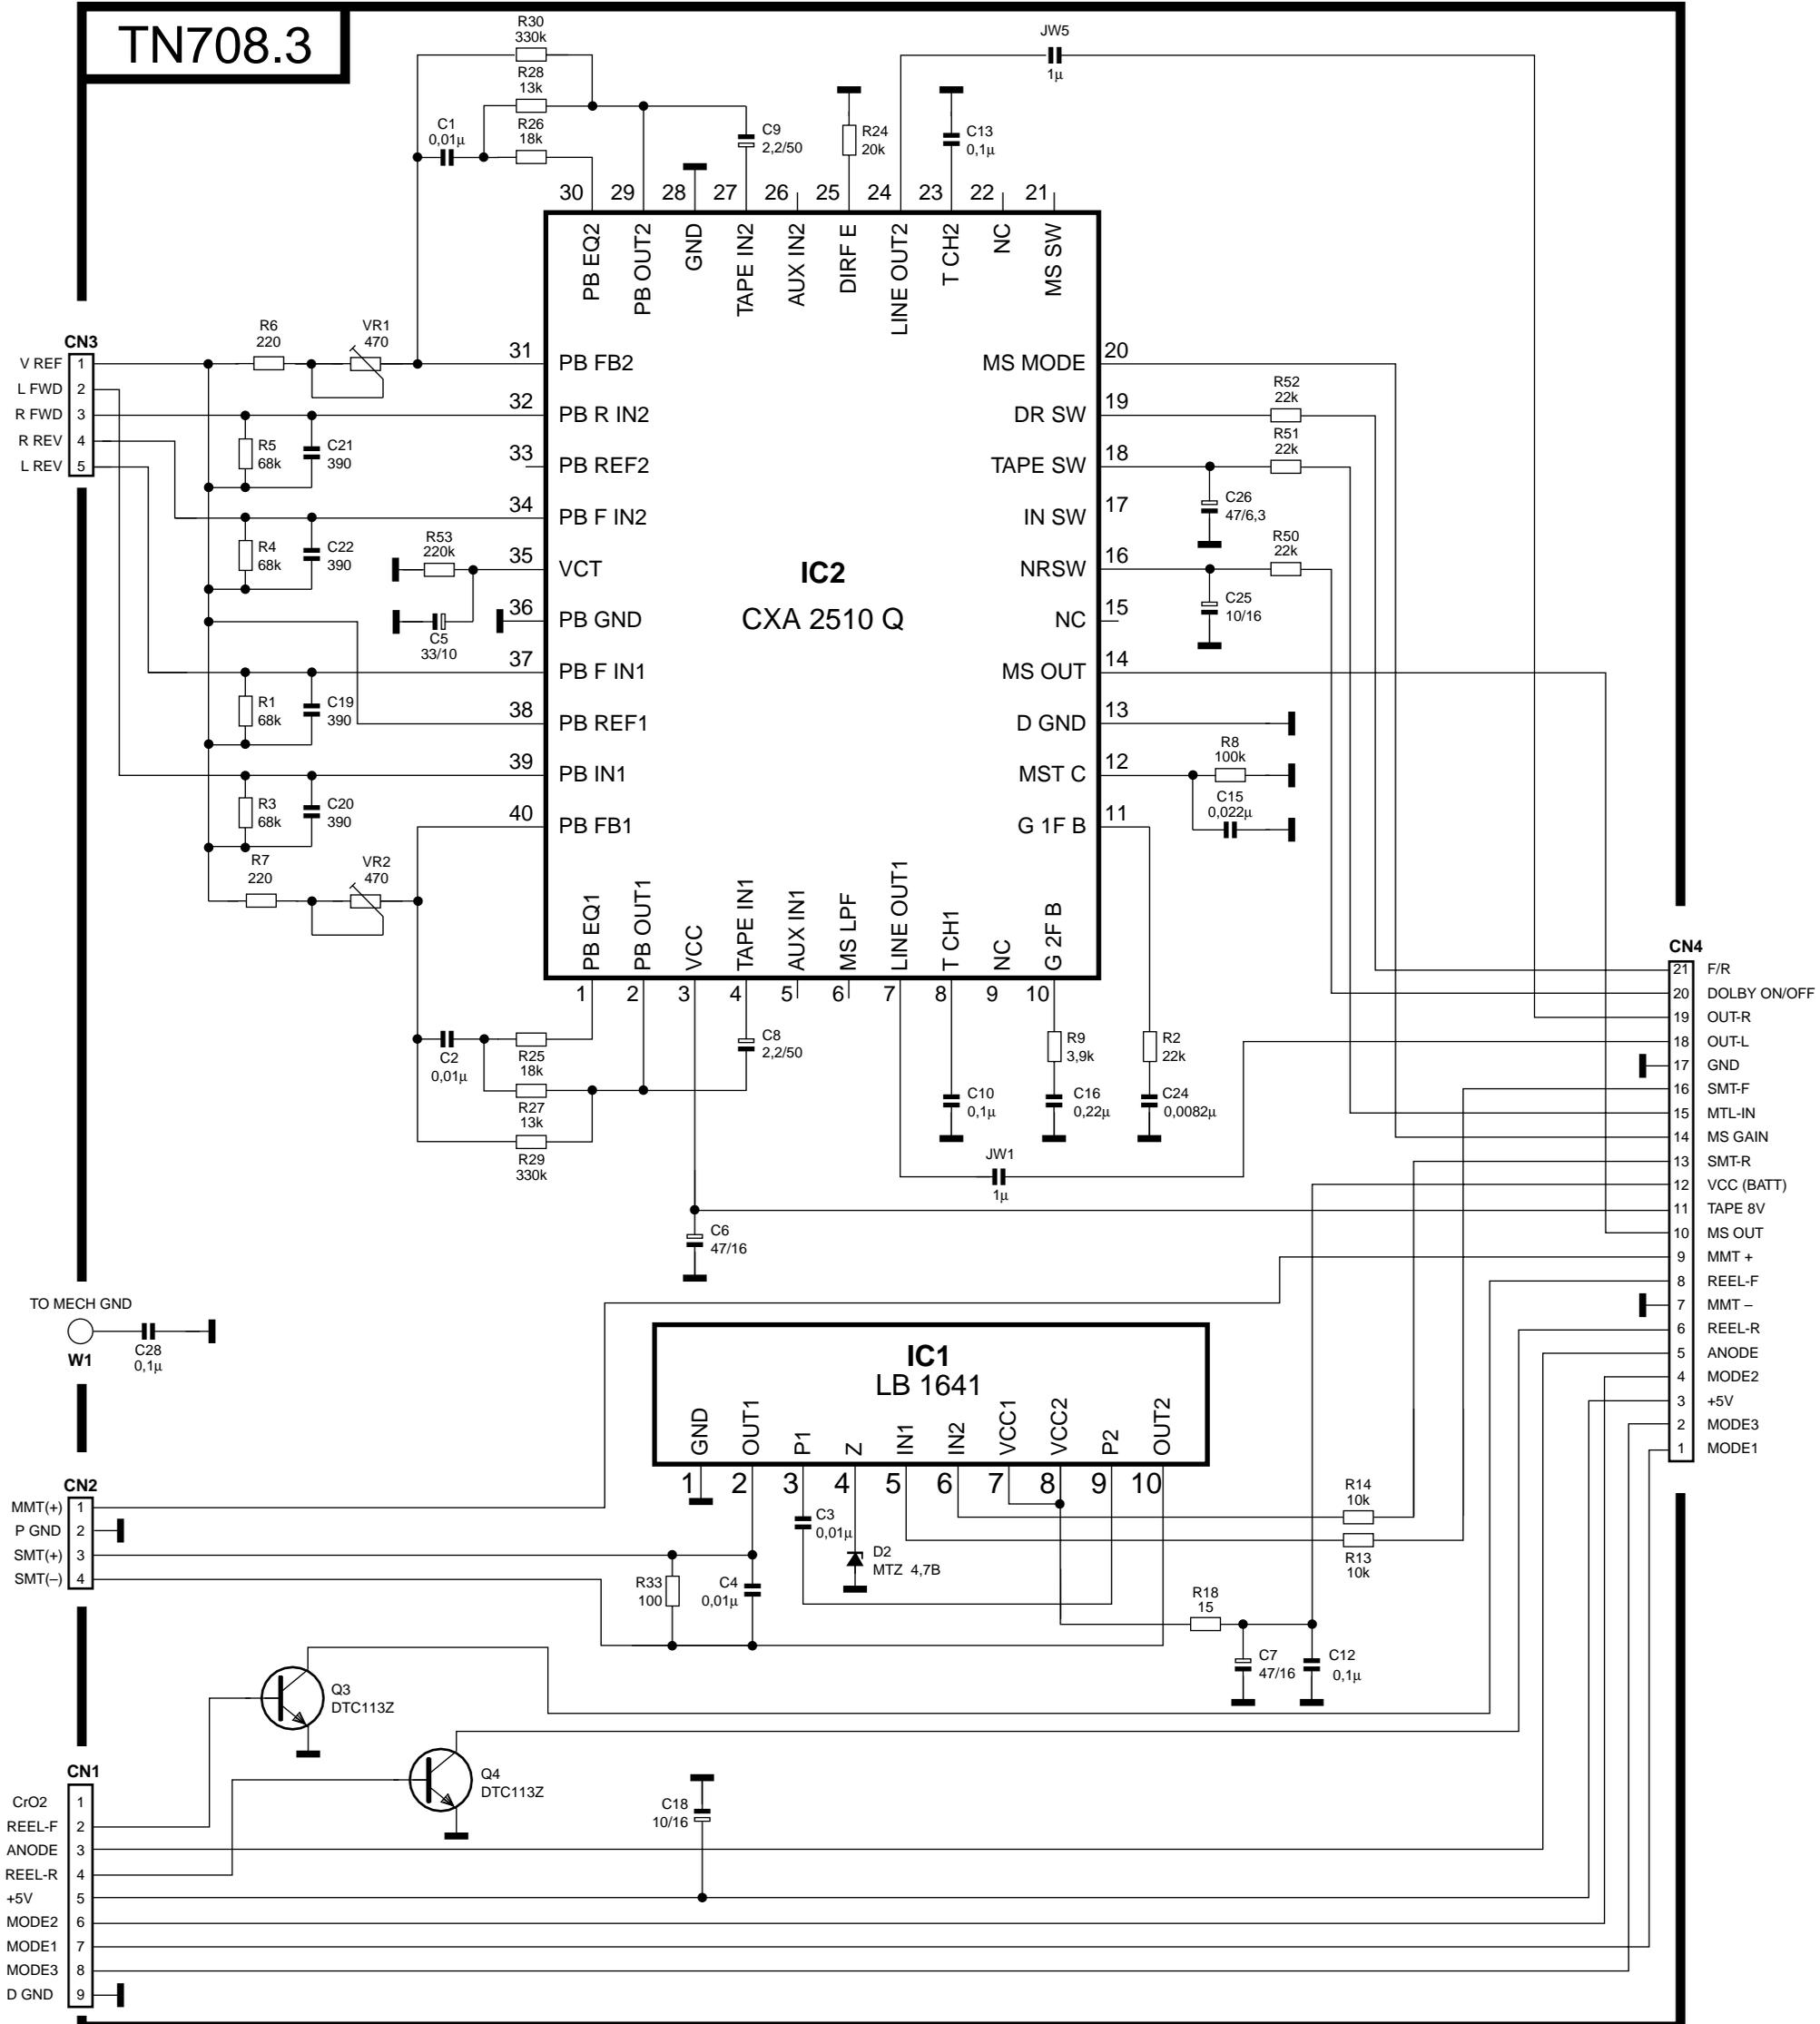 TN708.3
R30
330k
R28
13k
R26
18k
C1
0,01µ
C9
2,2/50
R24
20k
C13
0,1µ
JW5
1µ
30 29 28 27 26 25 24 23 22 21
PB EQ2
PB OUT2
GND
TAPE IN2
AUX IN2
DIRF E
LINE OUT2
T CH2
NC
MS SW
CN3
V REF 1
L FWD 2
R FWD 3
R REV 4
L REV 5
R6
220
VR1
470
R5
68k
C21
390
R4
68k
C22
390
R53
220k
C5
33/10
R1
68k
C19
390
R3
68k
C20
390
R7
220
VR2
470
31 PB FB2
32 PB R IN2
33 PB REF2
34 PB F IN2
35 VCT
36 PB GND
37 PB F IN1
38 PB REF1
39 PB IN1
40 PB FB1
IC2
CXA 2510 Q
MS MODE 20
DR SW 19
TAPE SW 18
IN SW 17
NRSW 16
NC 15
MS OUT 14
D GND 13
MST C 12
G 1F B 11
R52
22k
R51
22k
C26
47/6,3
R50
22k
C25
10/16
R8
100k
C15
0,022µ
PB EQ1
PB OUT1
VCC
TAPE IN1
AUX IN1
MS LPF
LINE OUT1
T CH1
NC
G 2F B
1 2 3 4 5 6 7 8 9 10
C2
0,01µ
R25
18k
R27
13k
R29
330k
C8
2,2/50
C10
0,1µ
R9
3,9k
C16
0,22µ
R2
22k
C24
0,0082µ
JW1
1µ
C6
47/16
CN4
21 F/R
20 DOLBY ON/OFF
19 OUT-R
18 OUT-L
17 GND
16 SMT-F
15 MTL-IN
14 MS GAIN
13 SMT-R
12 VCC (BATT)
11 TAPE 8V
10 MS OUT
9 MMT +
8 REEL-F
7 MMT –
6 REEL-R
5 ANODE
4 MODE2
3 +5V
2 MODE3
1 MODE1
TO MECH GND
W1
C28
0,1µ
IC1
LB 1641
GND
OUT1
P1
Z
IN1
IN2
VCC1
VCC2
P2
OUT2
1 2 3 4 5 6 7 8 9 10
CN2
MMT(+) 1
P GND 2
SMT(+) 3
SMT(–) 4
C3
0,01µ
D2
MTZ 4,7B
R33
100
C4
0,01µ
R14
10k
R13
10k
R18
15
C7
47/16
C12
0,1µ
Q3
DTC113Z
Q4
DTC113Z
C18
10/16
CN1
CrO2 1
REEL-F 2
ANODE 3
REEL-R 4
+5V 5
MODE2 6
MODE1 7
MODE3 8
D GND 9